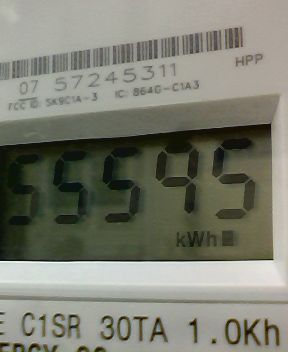 07 57245311
HPP
FCC ID: SK9C1A-3 IC: 864G-C1A3
55595
kWh
C1SR 30TA 1.0Kh